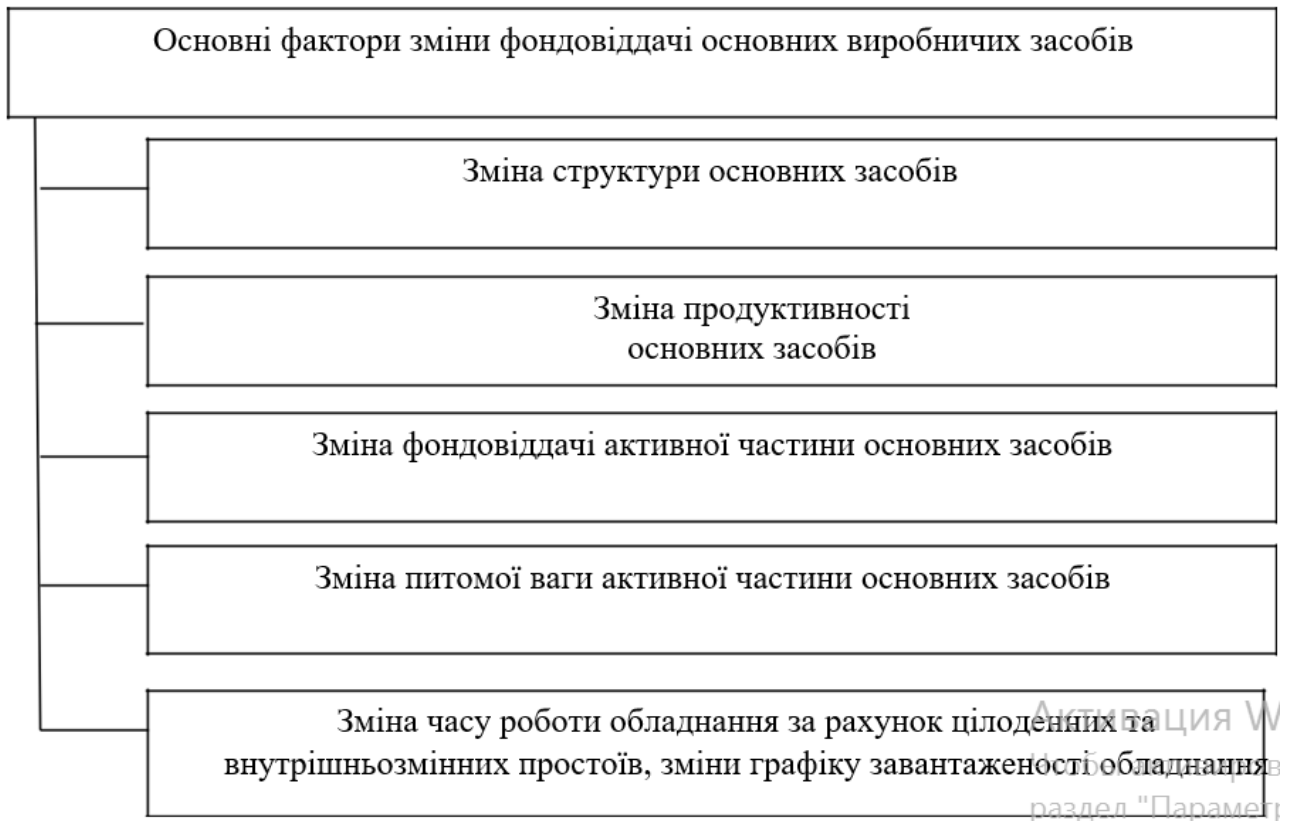 Основні фактори зміни фондовіддачі основних виробничих засобів
Зміна структури основних засобів
Зміна продуктивності
основних засобів
Зміна фондовіддачі активної частини основних засобів
Зміна питомої ваги активної частини основних засобів
Зміна часу роботи обладнання за рахунок цілоденних та
внутрішньозмінних простоїв, зміни графіку завантаженості обладнання
Активация W
Чтобы
раздел "Парамет